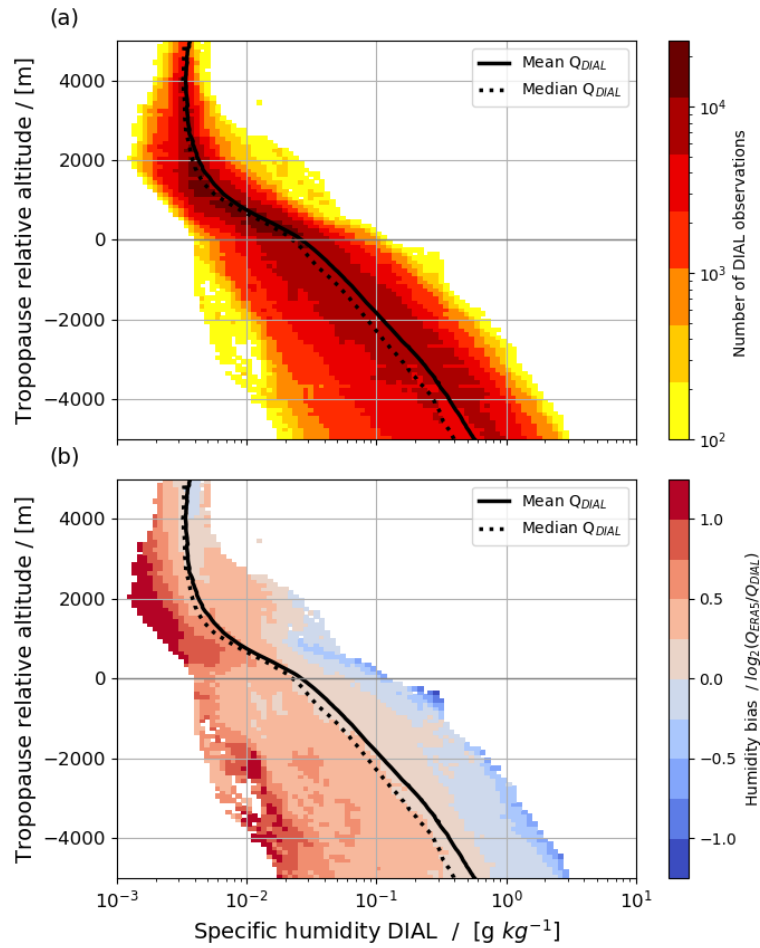 (a)
Tropopause relative altitude / [m]
4000
2000
0
−2000
−4000
Mean Q_DIAL
Median Q_DIAL
10^4
10^3
10^2
Number of DIAL observations
(b)
Tropopause relative altitude / [m]
4000
2000
0
−2000
−4000
Mean Q_DIAL
Median Q_DIAL
1.0
0.5
0.0
−0.5
−1.0
Humidity bias / log_2(Q_ERA5/Q_DIAL)
10^−3
10^−2
10^−1
10^0
10^1
Specific humidity DIAL / [g kg^−1]